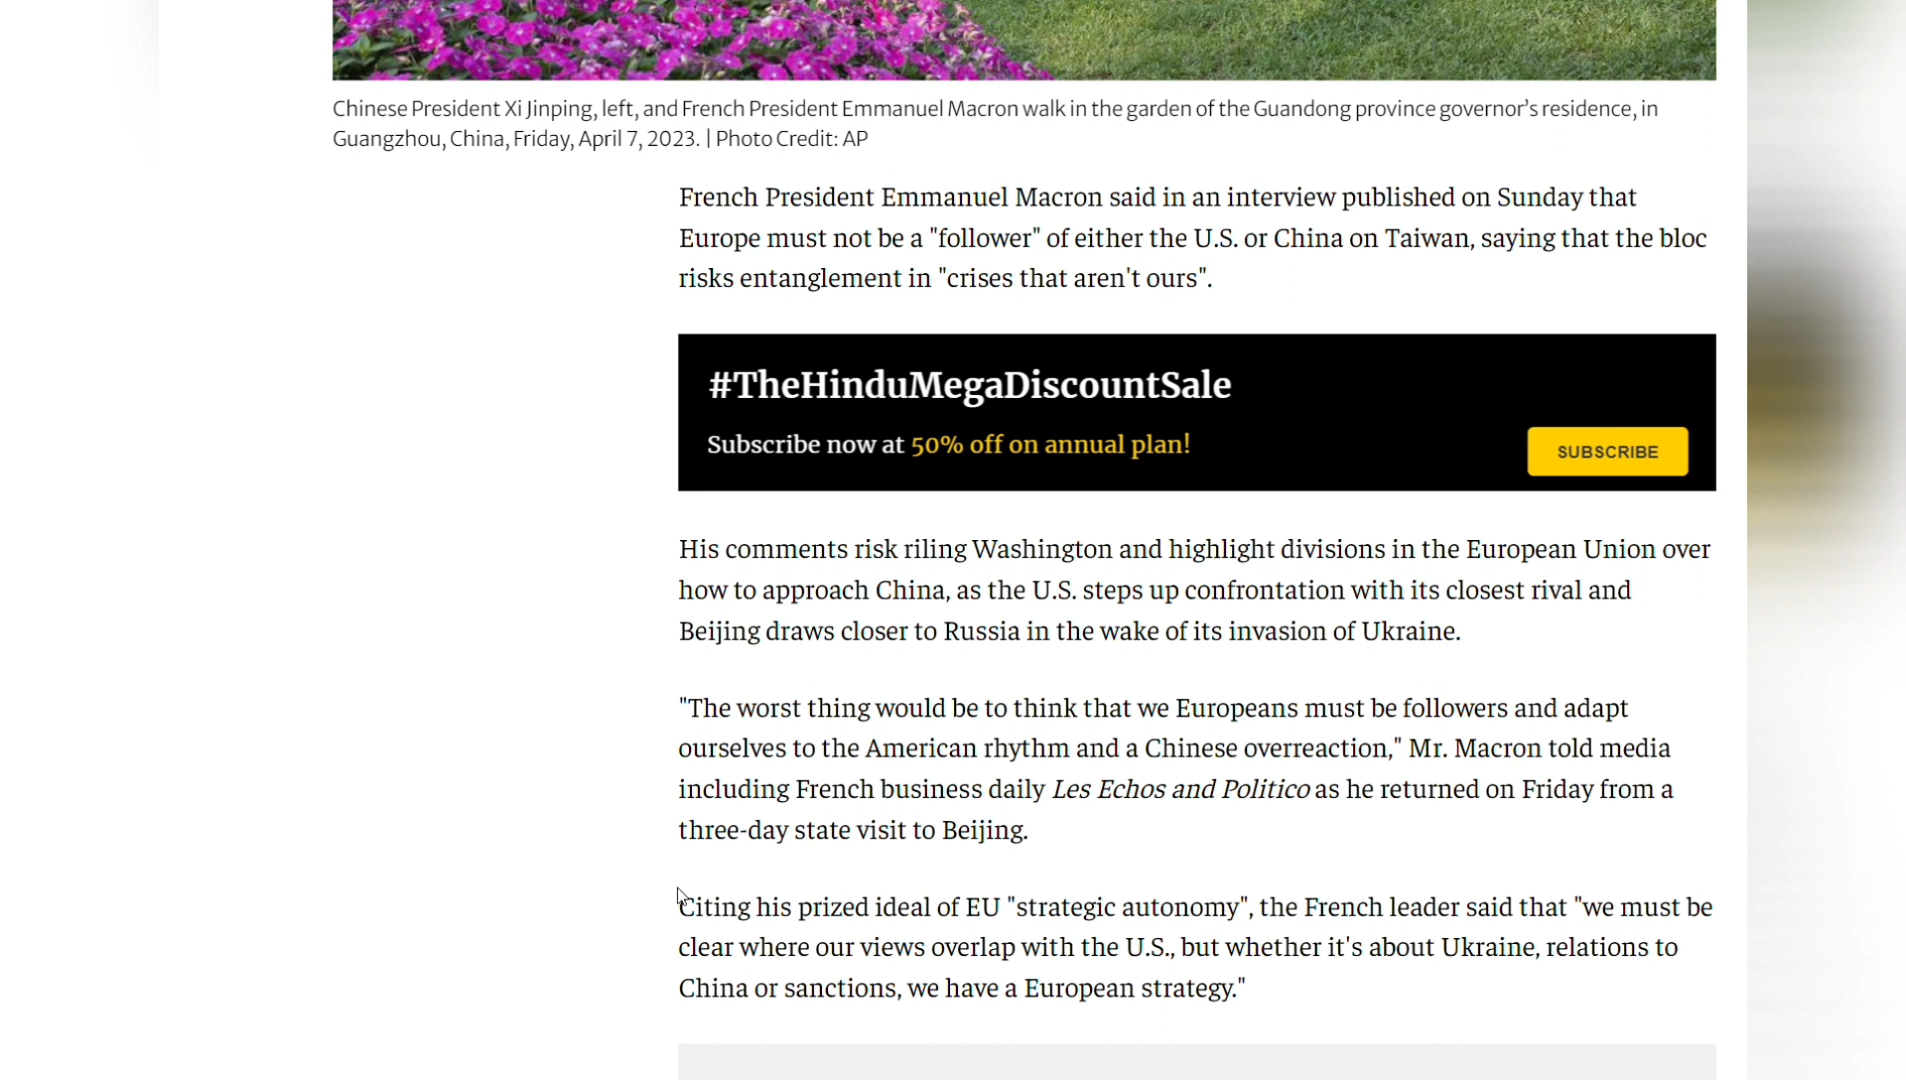 Chinese President Xi Jinping, left, and French President Emmanuel Macron walk in the garden of the Guandong province governor’s residence, in
Guangzhou, China, Friday, April 7, 2023. | Photo Credit: AP
French President Emmanuel Macron said in an interview published on Sunday that
Europe must not be a "follower" of either the U.S. or China on Taiwan, saying that the bloc
risks entanglement in "crises that aren't ours".
#TheHinduMegaDiscountSale
Subscribe now at 50% off on annual plan!
SUBSCRIBE
His comments risk riling Washington and highlight divisions in the European Union over
how to approach China, as the U.S. steps up confrontation with its closest rival and
Beijing draws closer to Russia in the wake of its invasion of Ukraine.
"The worst thing would be to think that we Europeans must be followers and adapt
ourselves to the American rhythm and a Chinese overreaction," Mr. Macron told media
including French business daily Les Echos and Politico as he returned on Friday from a
three-day state visit to Beijing.
Citing his prized ideal of EU "strategic autonomy", the French leader said that "we must be
clear where our views overlap with the U.S., but whether it's about Ukraine, relations to
China or sanctions, we have a European strategy."